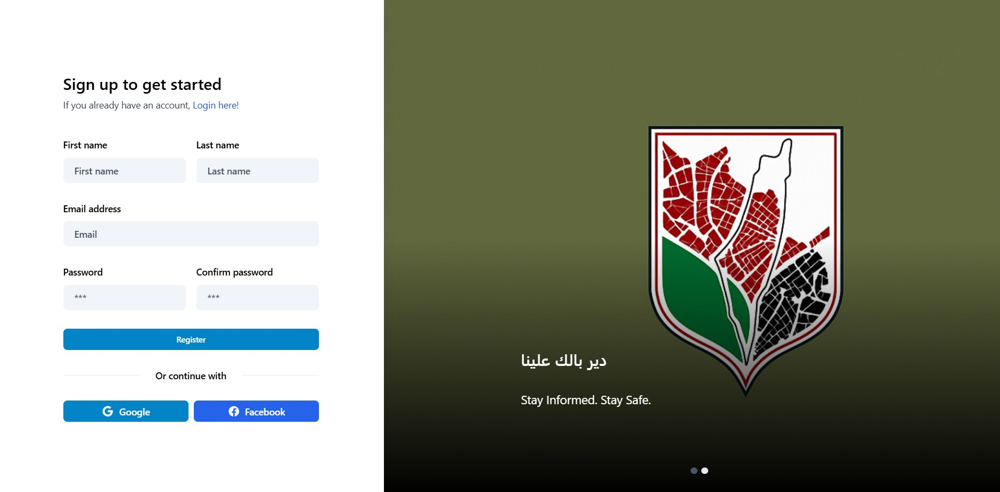 Sign up to get started
If you already have an account, Login here!
First name
Last name
First name
Last name
Email address
Email
Password
Confirm password
***
***
Register
Or continue with
Google
Facebook
دير بالك علينا
Stay Informed. Stay Safe.